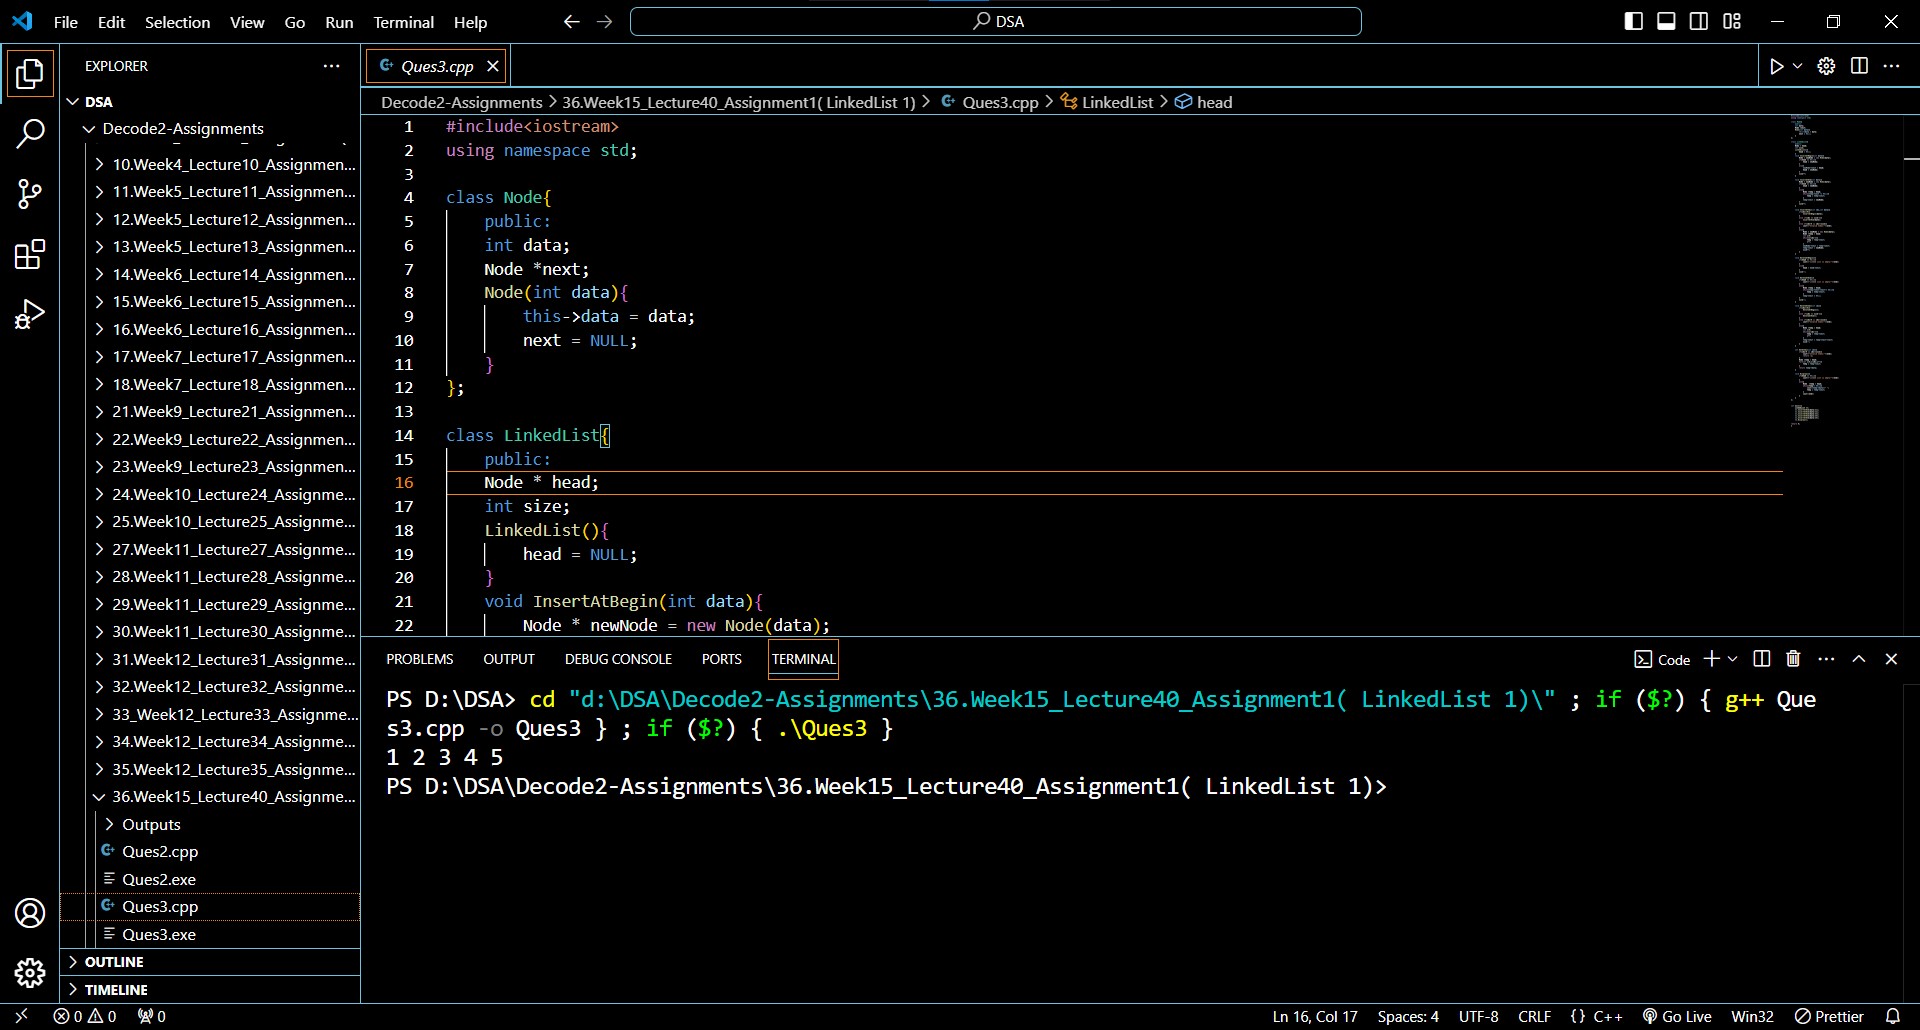 File Edit Selection View Go Run Terminal Help
DSA
EXPLORER
DSA
Decode2-Assignments
10.Week4_Lecture10_Assignmen...
11.Week5_Lecture11_Assignmen...
12.Week5_Lecture12_Assignmen...
13.Week5_Lecture13_Assignmen...
14.Week6_Lecture14_Assignmen...
15.Week6_Lecture15_Assignmen...
16.Week6_Lecture16_Assignmen...
17.Week7_Lecture17_Assignmen...
18.Week7_Lecture18_Assignmen...
21.Week9_Lecture21_Assignmen...
22.Week9_Lecture22_Assignmen...
23.Week9_Lecture23_Assignmen...
24.Week10_Lecture24_Assignme...
25.Week10_Lecture25_Assignme...
27.Week11_Lecture27_Assignme...
28.Week11_Lecture28_Assignme...
29.Week11_Lecture29_Assignme...
30.Week11_Lecture30_Assignme...
31.Week12_Lecture31_Assignme...
32.Week12_Lecture32_Assignme...
33_Week12_Lecture33_Assignme...
34.Week12_Lecture34_Assignme...
35.Week12_Lecture35_Assignme...
36.Week15_Lecture40_Assignme...
Outputs
Ques2.cpp
Ques2.exe
Ques3.cpp
Ques3.exe
OUTLINE
TIMELINE
Ques3.cpp
Decode2-Assignments > 36.Week15_Lecture40_Assignment1( LinkedList 1) > Ques3.cpp > LinkedList > head
1 #include<iostream>
2 using namespace std;
3
4 class Node{
5 public:
6 int data;
7 Node *next;
8 Node(int data){
9 this->data = data;
10 next = NULL;
11 }
12 };
13
14 class LinkedList{
15 public:
16 Node * head;
17 int size;
18 LinkedList(){
19 head = NULL;
20 }
21 void InsertAtBegin(int data){
22 Node * newNode = new Node(data);
PROBLEMS OUTPUT DEBUG CONSOLE PORTS TERMINAL
Code
PS D:\DSA> cd "d:\DSA\Decode2-Assignments\36.Week15_Lecture40_Assignment1( LinkedList 1)\" ; if ($?) { g++ Que
s3.cpp -o Ques3 } ; if ($?) { .\Ques3 }
1 2 3 4 5
PS D:\DSA\Decode2-Assignments\36.Week15_Lecture40_Assignment1( LinkedList 1)>
0 0 0
Ln 16, Col 17 Spaces: 4 UTF-8 CRLF {} C++ Go Live Win32 Prettier